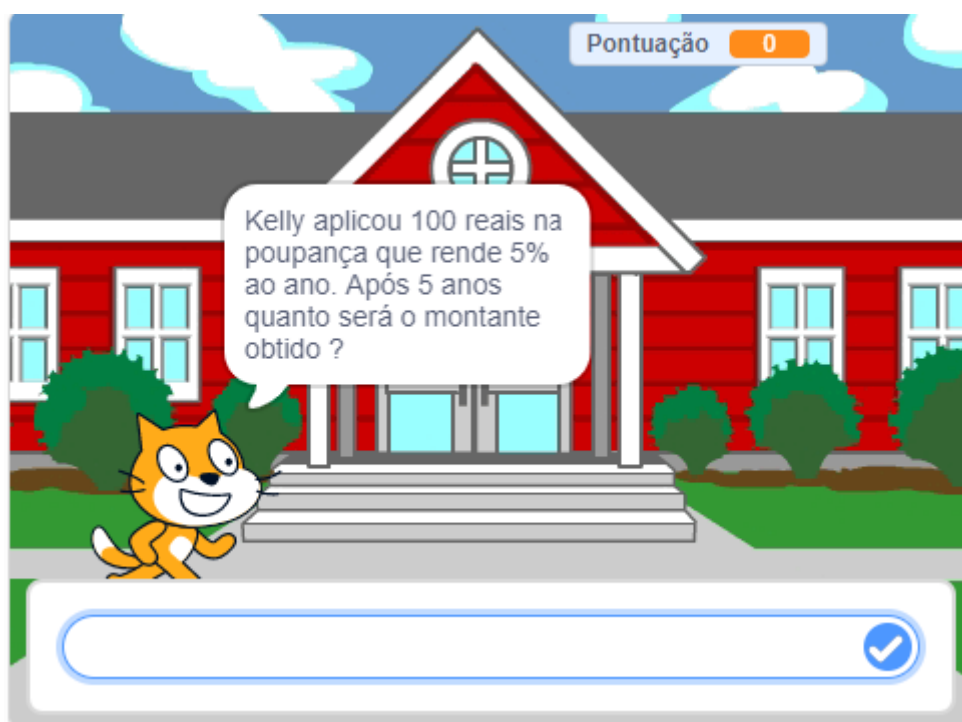 Pontuação 0
Kelly aplicou 100 reais na
poupança que rende 5%
ao ano. Após 5 anos
quanto será o montante
obtido ?